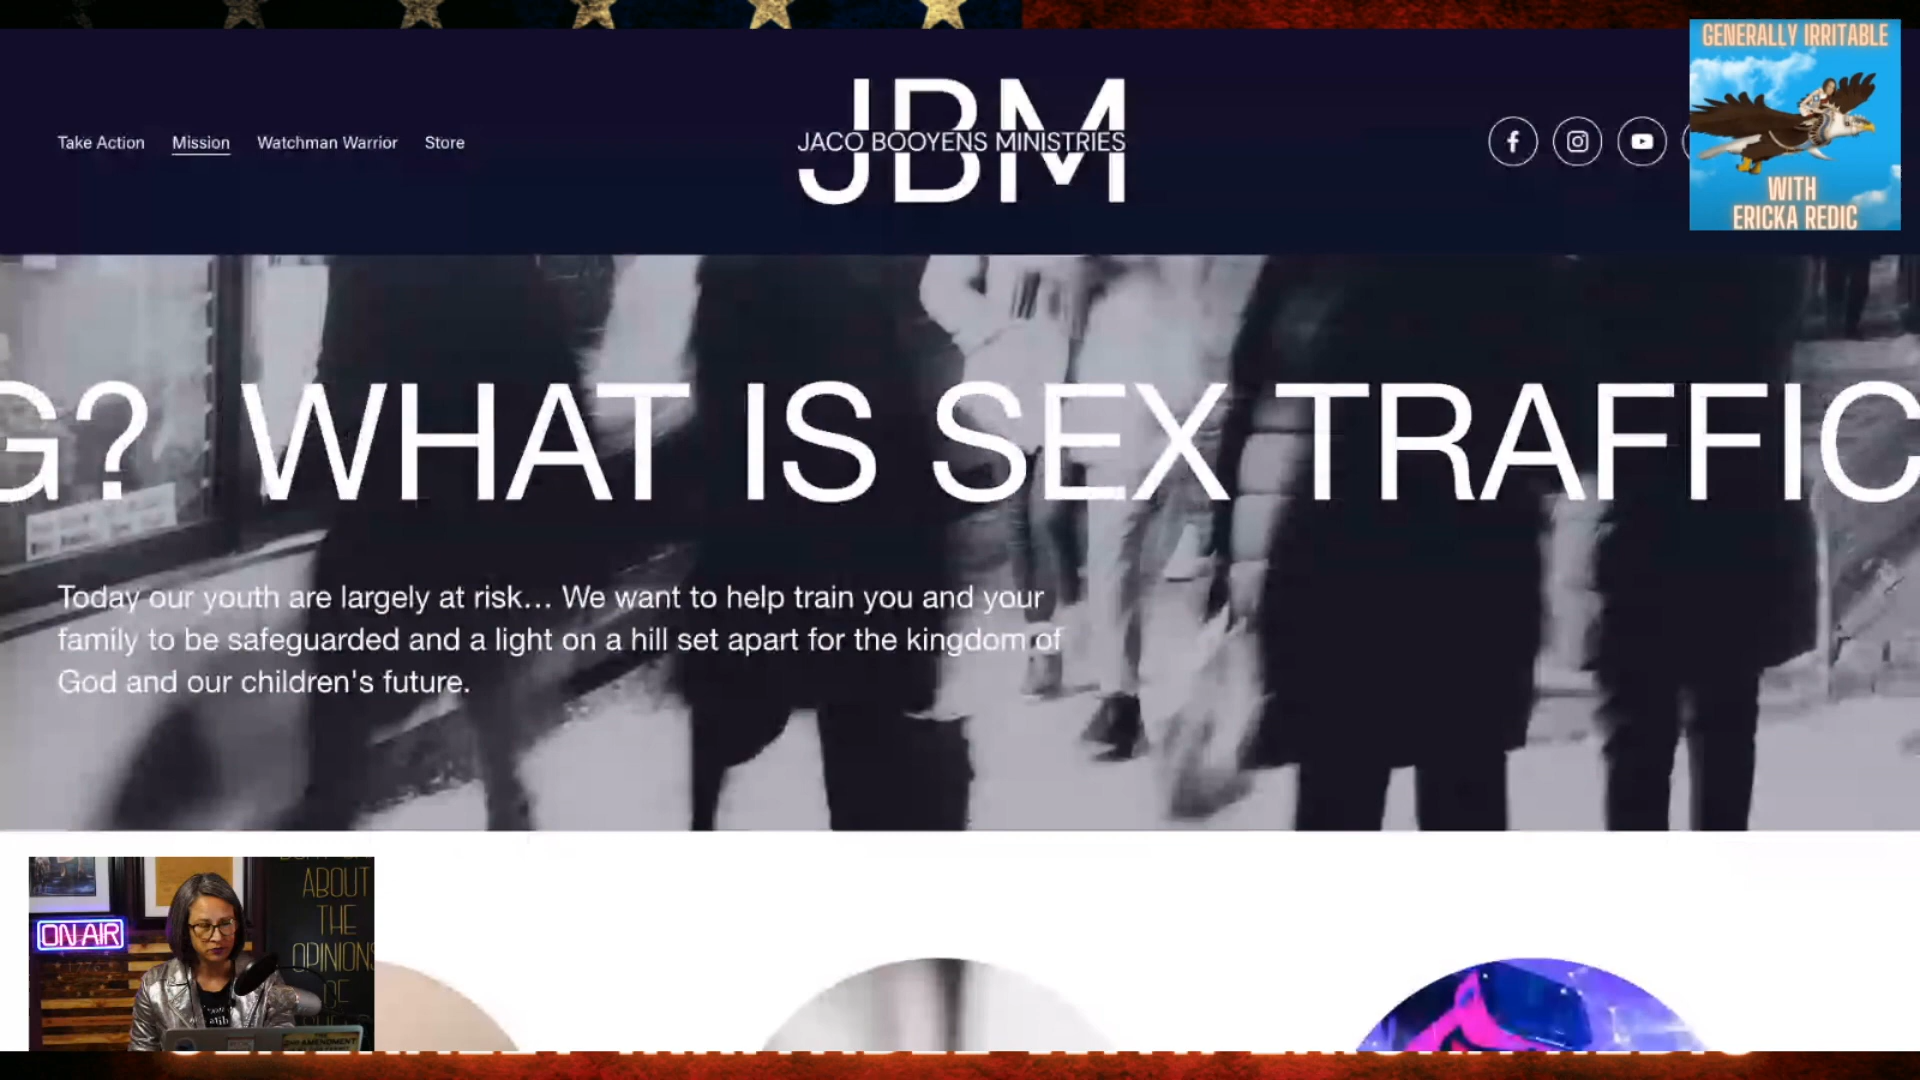 GENERALLY IRRITABLE
WITH
ERICKA REDIC
Take Action
Mission
Watchman Warrior
Store
JBM
JACO BOOYENS MINISTRIES
G? WHAT IS SEX TRAFFIC
Today our youth are largely at risk... We want to help train you and your
family to be safeguarded and a light on a hill set apart for the kingdom of
God and our children's future.
ON AIR
ABOUT
THE
OPINIONS
2ND AMENDMENT